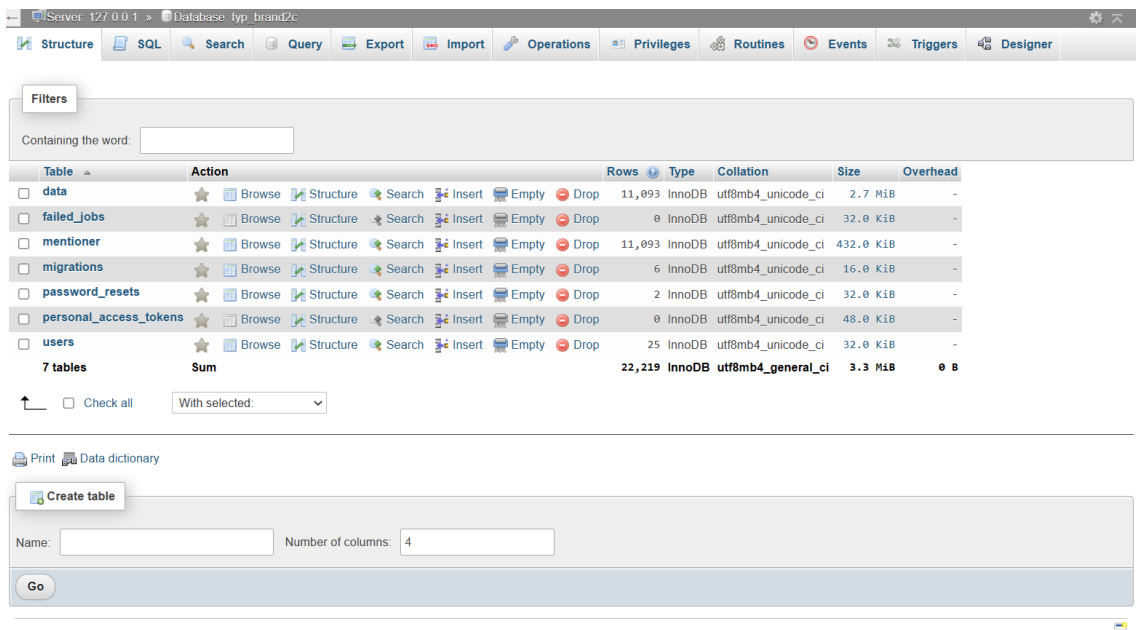 Server: 127.0.0.1 » Database: fyp_brand2c
Structure SQL Search Query Export Import Operations Privileges Routines Events Triggers Designer
Filters
Containing the word:
Table Action Rows Type Collation Size Overhead
data Browse Structure Search Insert Empty Drop 11,093 InnoDB utf8mb4_unicode_ci 2.7 MiB -
failed_jobs Browse Structure Search Insert Empty Drop 0 InnoDB utf8mb4_unicode_ci 32.0 KiB -
mentioner Browse Structure Search Insert Empty Drop 11,093 InnoDB utf8mb4_unicode_ci 432.0 KiB -
migrations Browse Structure Search Insert Empty Drop 6 InnoDB utf8mb4_unicode_ci 16.0 KiB -
password_resets Browse Structure Search Insert Empty Drop 2 InnoDB utf8mb4_unicode_ci 32.0 KiB -
personal_access_tokens Browse Structure Search Insert Empty Drop 0 InnoDB utf8mb4_unicode_ci 48.0 KiB -
users Browse Structure Search Insert Empty Drop 25 InnoDB utf8mb4_unicode_ci 32.0 KiB -
7 tables Sum 22,219 InnoDB utf8mb4_general_ci 3.3 MiB 0 B
Check all With selected:
Print Data dictionary
Create table
Name: Number of columns: 4
Go